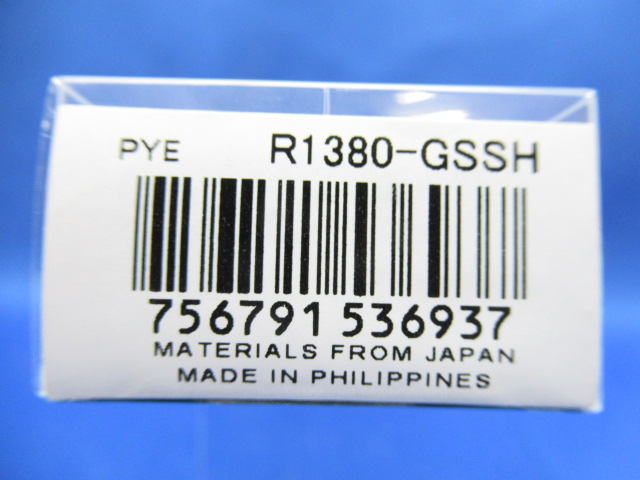 PYE R1380-GSSH
756791 536937
MATERIALS FROM JAPAN
MADE IN PHILIPPINES